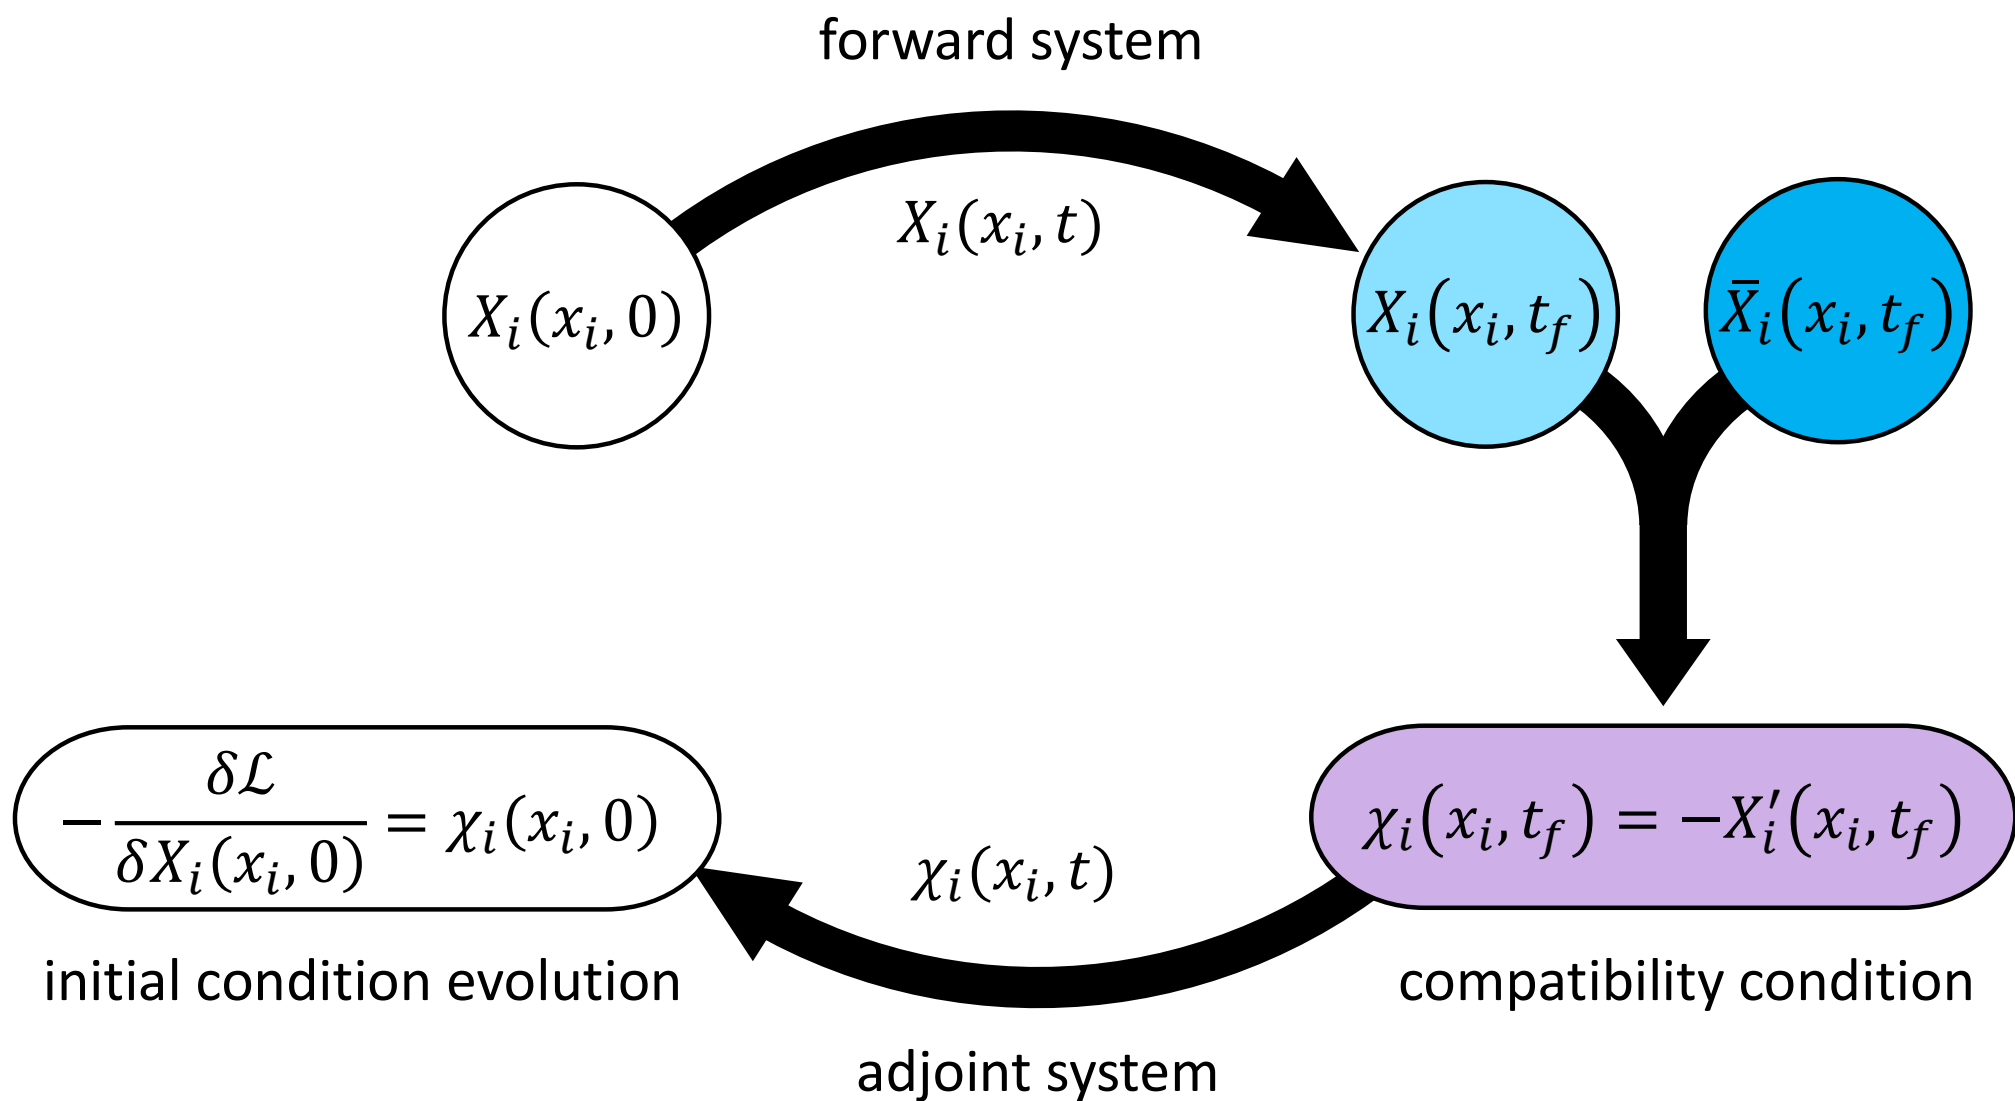 forward system
X_i(x_i, t)
X_i(x_i, 0)
X_i(x_i, t_f)
X̄_i(x_i, t_f)
−δℒ/δX_i(x_i, 0) = χ_i(x_i, 0)
χ_i(x_i, t_f) = −X′_i(x_i, t_f)
χ_i(x_i, t)
initial condition evolution
compatibility condition
adjoint system